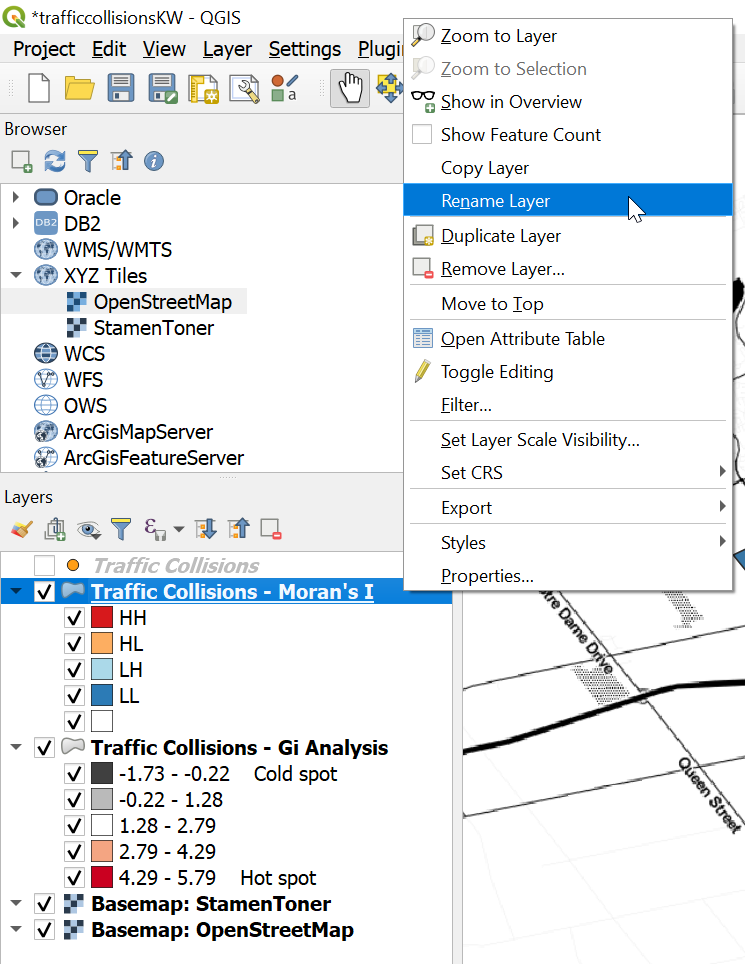 *trafficcollisionsKW - QGIS
Project Edit View Layer Settings
a
Browser
Oracle
DB2 DB2
WMS/WMTS
XYZ Tiles
OpenStreetMap
StamenToner
WCS
WFS
OWS
ArcGisMapServer
ArcGisFeatureServer
Layers
ε
Traffic Collisions
Traffic Collisions - Moran's I
HH
HL
LH
LL
Traffic Collisions - Gi Analysis
-1.73 - -0.22 Cold spot
-0.22 - 1.28
1.28 - 2.79
2.79 - 4.29
4.29 - 5.79 Hot spot
Basemap: StamenToner
Basemap: OpenStreetMap
Zoom to Layer
Zoom to Selection
Show in Overview
Show Feature Count
Copy Layer
Rename Layer
Duplicate Layer
Remove Layer...
Move to Top
Open Attribute Table
Toggle Editing
Filter...
Set Layer Scale Visibility...
Set CRS
Export
Styles
Properties...
Dame Drive
Queen Street